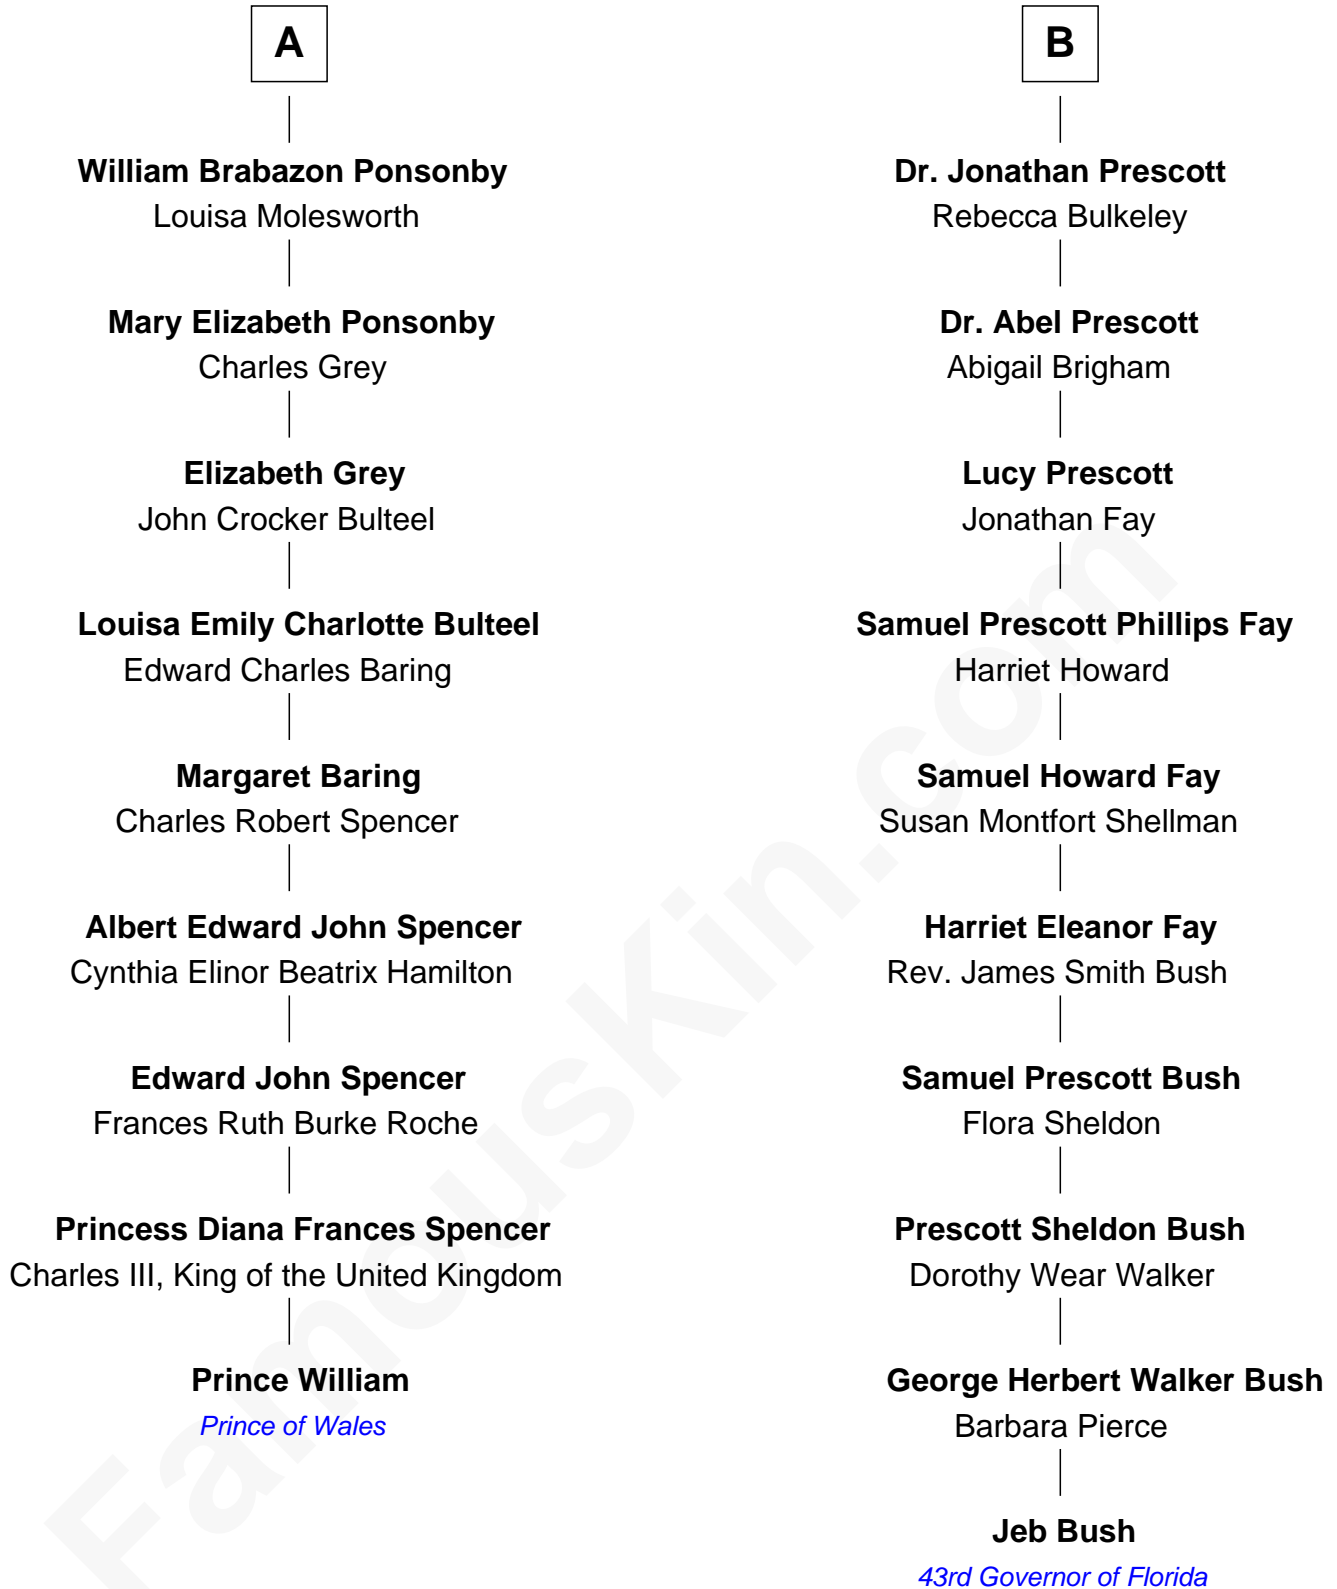 A
William Brabazon Ponsonby
Louisa Molesworth
Mary Elizabeth Ponsonby
Charles Grey
Elizabeth Grey
John Crocker Bulteel
Louisa Emily Charlotte Bulteel
Edward Charles Baring
Margaret Baring
Charles Robert Spencer
Albert Edward John Spencer
Cynthia Elinor Beatrix Hamilton
Edward John Spencer
Frances Ruth Burke Roche
Princess Diana Frances Spencer
Charles III, King of the United Kingdom
Prince William
Prince of Wales
B
Dr. Jonathan Prescott
Rebecca Bulkeley
Dr. Abel Prescott
Abigail Brigham
Lucy Prescott
Jonathan Fay
Samuel Prescott Phillips Fay
Harriet Howard
Samuel Howard Fay
Susan Montfort Shellman
Harriet Eleanor Fay
Rev. James Smith Bush
Samuel Prescott Bush
Flora Sheldon
Prescott Sheldon Bush
Dorothy Wear Walker
George Herbert Walker Bush
Barbara Pierce
Jeb Bush
43rd Governor of Florida
FamousKin.com